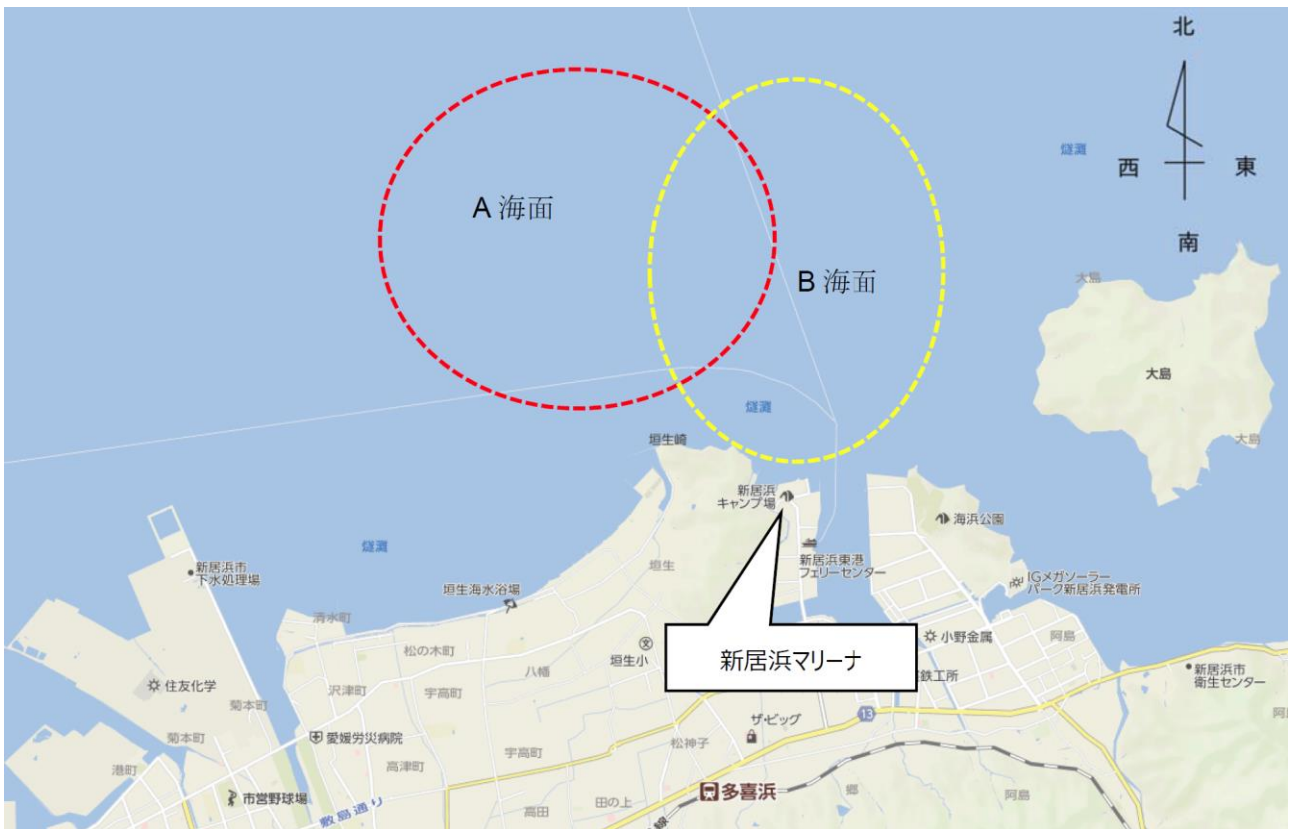 北
燧灘
西
東
A 海面
南
大島
B 海面
大島
燧灘
大島
垣生崎
新居浜
キャンプ場
海浜公園
燧灘
新居浜市
下水処理場
新居浜東港
フェリーセンター
垣生
IGメガソーラー
パーク新居浜発電所
垣生海水浴場
清水町
小野金属
阿島
松の木町
垣生小
新居浜マリーナ
八幡
新居浜市
衛生センター
住友化学
沢津町
宇高町
鉄工所
菊本町
ザ・ビッグ
13
菊本町
愛媛労災病院
松神子
宇高町
港町
高津町
多喜浜
郷
阿島
市営野球場
田の上
敷島通り
高田
線